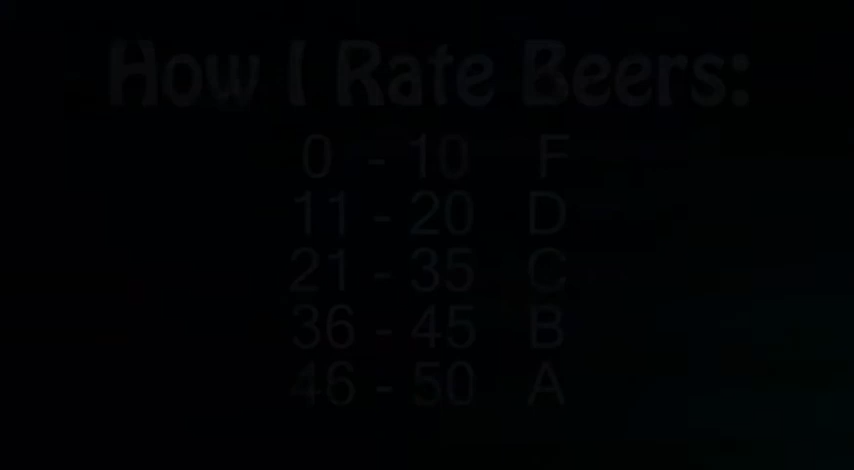 How I Rate Beers:
0 - 10 F
11 - 20 D
21 - 35 C
36 - 45 B
46 - 50 A